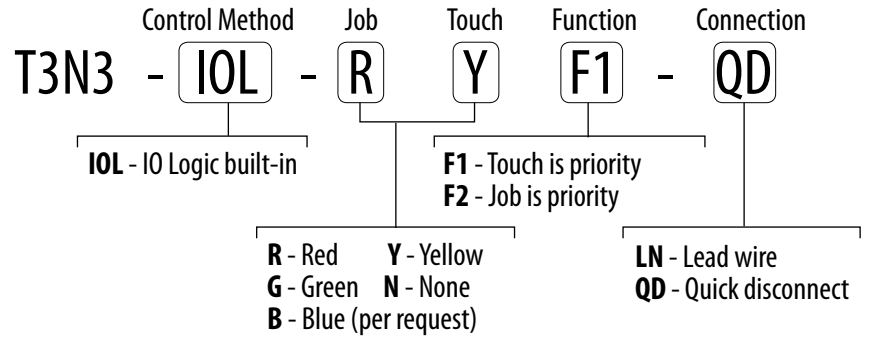 Control Method Job Touch Function Connection
T3N3 - IOL - R Y F1 - QD
IOL - IO Logic built-in
F1 - Touch is priority
F2 - Job is priority
R - Red Y - Yellow
G - Green N - None
B - Blue (per request)
LN - Lead wire
QD - Quick disconnect